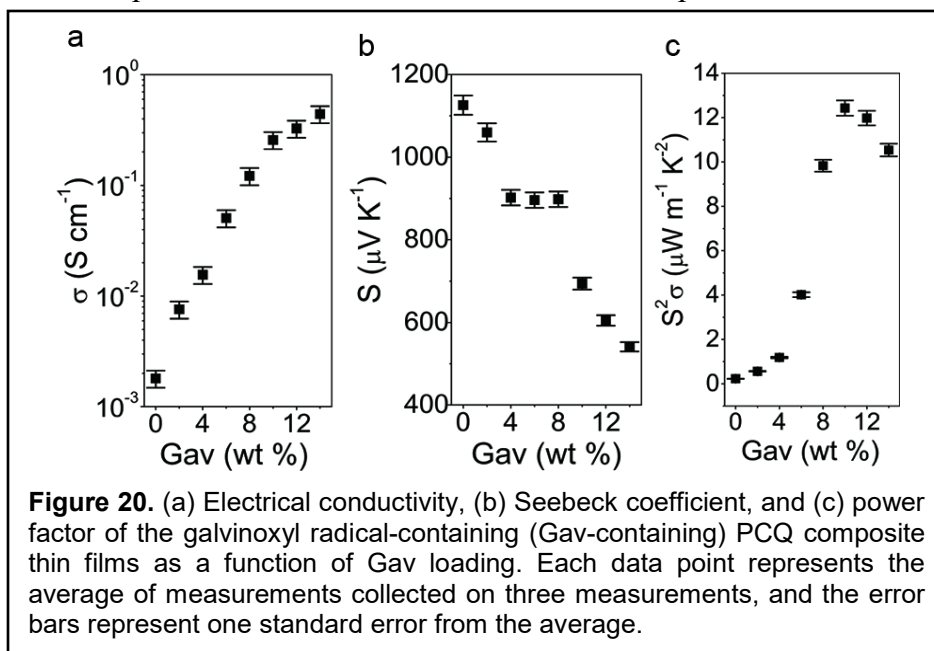 a
b
c
10⁰
10⁻¹
10⁻²
10⁻³
σ (S cm⁻¹)
0 4 8 12
Gav (wt %)
1200
1000
800
600
400
S (μV K⁻¹)
0 4 8 12
Gav (wt %)
14
12
10
8
6
4
2
0
S²σ (μW m⁻¹ K⁻²)
0 4 8 12
Gav (wt %)
Figure 20. (a) Electrical conductivity, (b) Seebeck coefficient, and (c) power
factor of the galvinoxyl radical-containing (Gav-containing) PCQ composite
thin films as a function of Gav loading. Each data point represents the
average of measurements collected on three measurements, and the error
bars represent one standard error from the average.